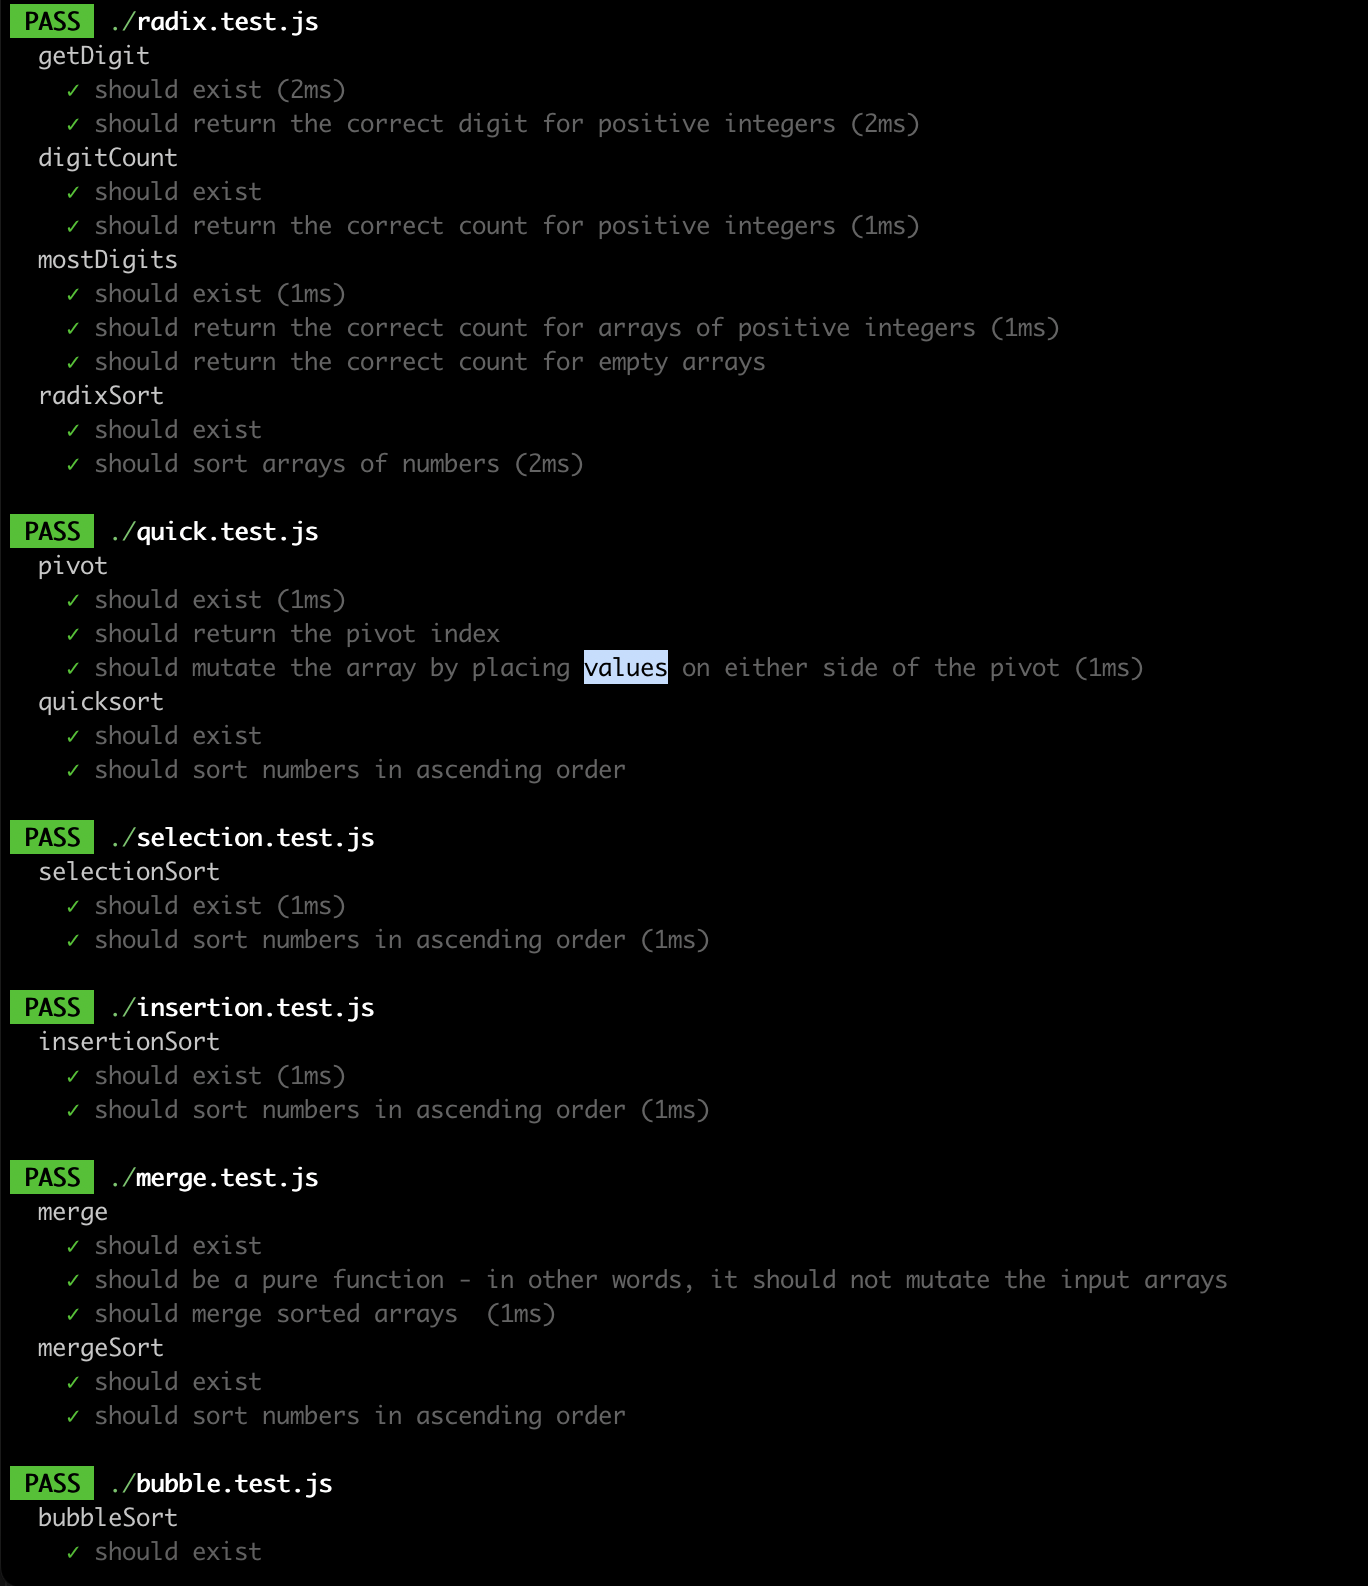 PASS ./radix.test.js
getDigit
✓ should exist (2ms)
✓ should return the correct digit for positive integers (2ms)
digitCount
✓ should exist
✓ should return the correct count for positive integers (1ms)
mostDigits
✓ should exist (1ms)
✓ should return the correct count for arrays of positive integers (1ms)
✓ should return the correct count for empty arrays
radixSort
✓ should exist
✓ should sort arrays of numbers (2ms)
PASS ./quick.test.js
pivot
✓ should exist (1ms)
✓ should return the pivot index
✓ should mutate the array by placing values on either side of the pivot (1ms)
quicksort
✓ should exist
✓ should sort numbers in ascending order
PASS ./selection.test.js
selectionSort
✓ should exist (1ms)
✓ should sort numbers in ascending order (1ms)
PASS ./insertion.test.js
insertionSort
✓ should exist (1ms)
✓ should sort numbers in ascending order (1ms)
PASS ./merge.test.js
merge
✓ should exist
✓ should be a pure function - in other words, it should not mutate the input arrays
✓ should merge sorted arrays  (1ms)
mergeSort
✓ should exist
✓ should sort numbers in ascending order
PASS ./bubble.test.js
bubbleSort
✓ should exist